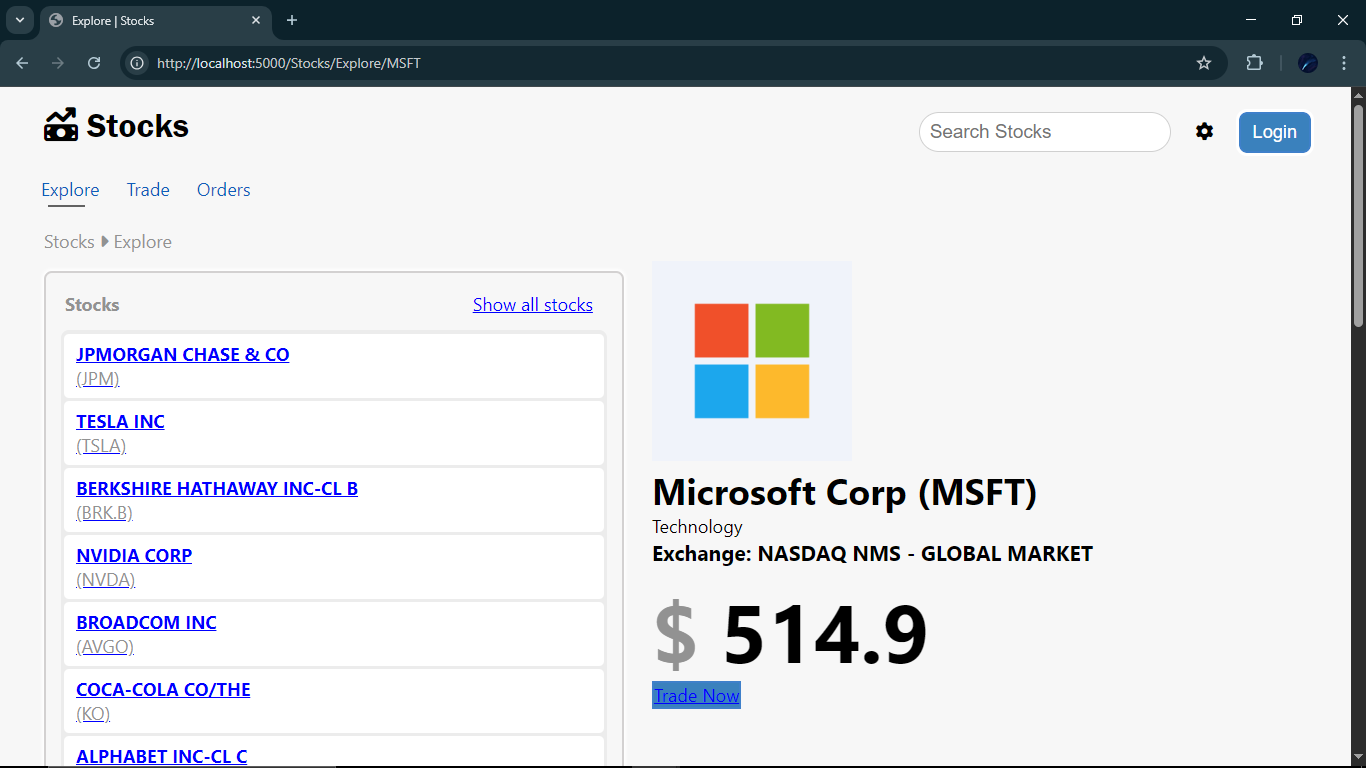 Explore | Stocks
http://localhost:5000/Stocks/Explore/MSFT
Stocks
Search Stocks
Login
Explore Trade Orders
Stocks Explore
Stocks Show all stocks
JPMORGAN CHASE & CO
(JPM)
TESLA INC
(TSLA)
BERKSHIRE HATHAWAY INC-CL B
(BRK.B)
NVIDIA CORP
(NVDA)
BROADCOM INC
(AVGO)
COCA-COLA CO/THE
(KO)
ALPHABET INC-CL C
Microsoft Corp (MSFT)
Technology
Exchange: NASDAQ NMS - GLOBAL MARKET
$ 514.9
Trade Now